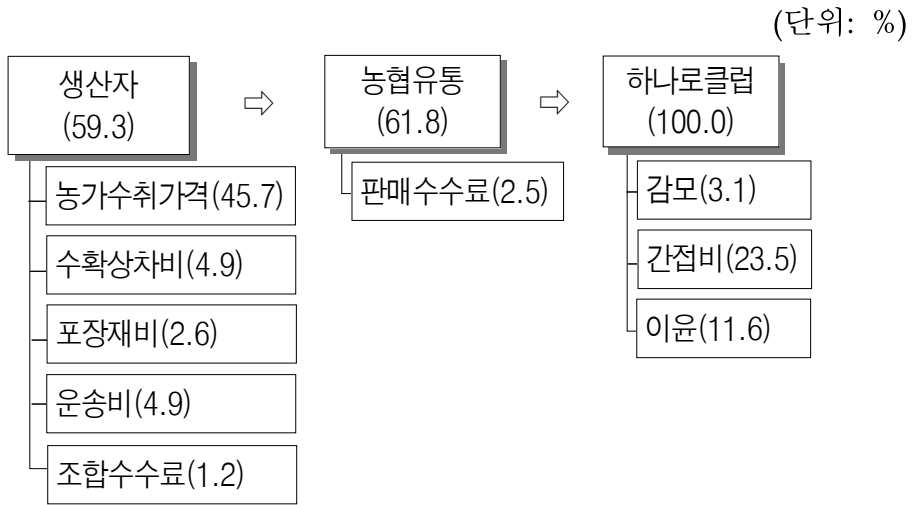 (단위: %)
생산자
(59.3)
⇨
농협유통
(61.8)
⇨
하나로클럽
(100.0)
농가수취가격(45.7)
수확상차비(4.9)
포장재비(2.6)
운송비(4.9)
조합수수료(1.2)
판매수수료(2.5)
감모(3.1)
간접비(23.5)
이윤(11.6)